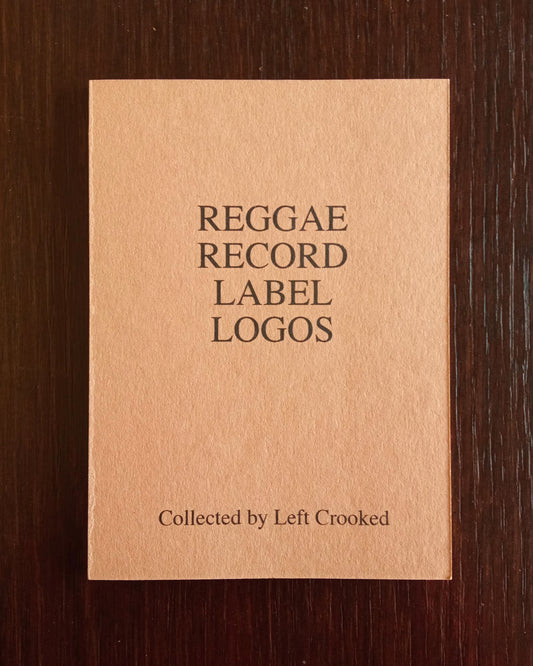 REGGAE
RECORD
LABEL
LOGOS
Collected by Left Crooked